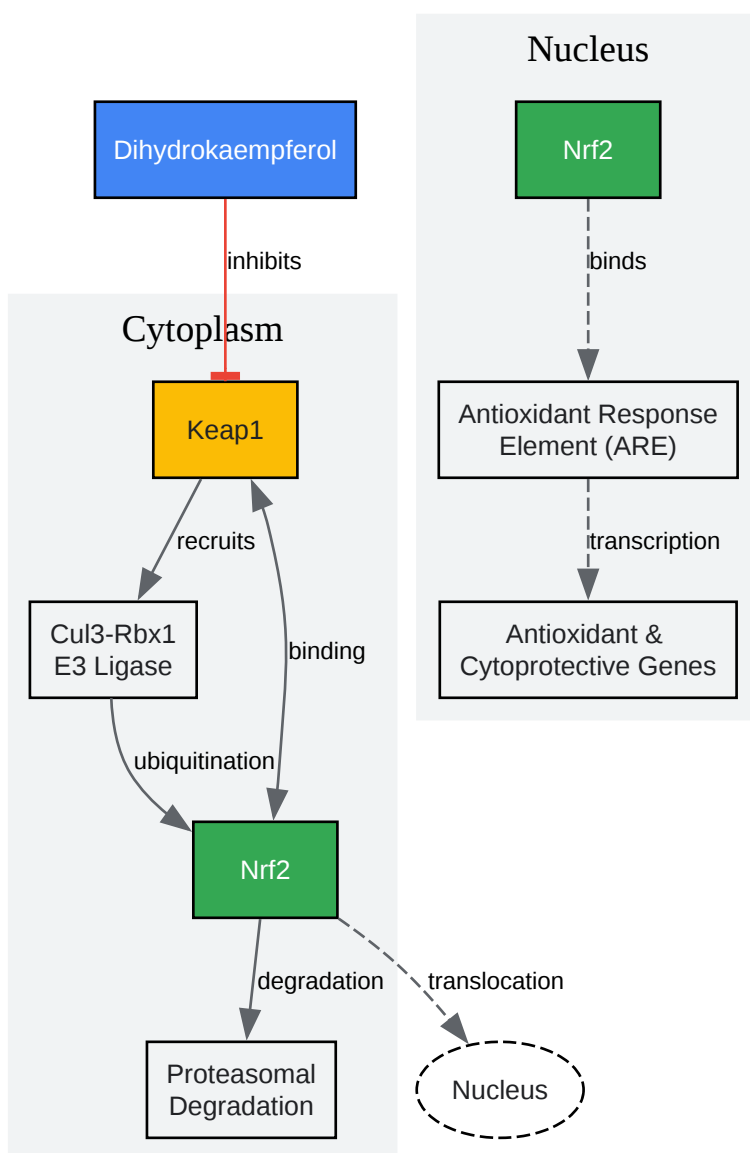 Nucleus
Dihydrokaempferol
Nrf2
inhibits
binds
Cytoplasm
Keap1
Antioxidant Response
Element (ARE)
recruits
transcription
Cul3-Rbx1
E3 Ligase
binding
Antioxidant &
Cytoprotective Genes
ubiquitination
Nrf2
degradation
translocation
Proteasomal
Degradation
Nucleus